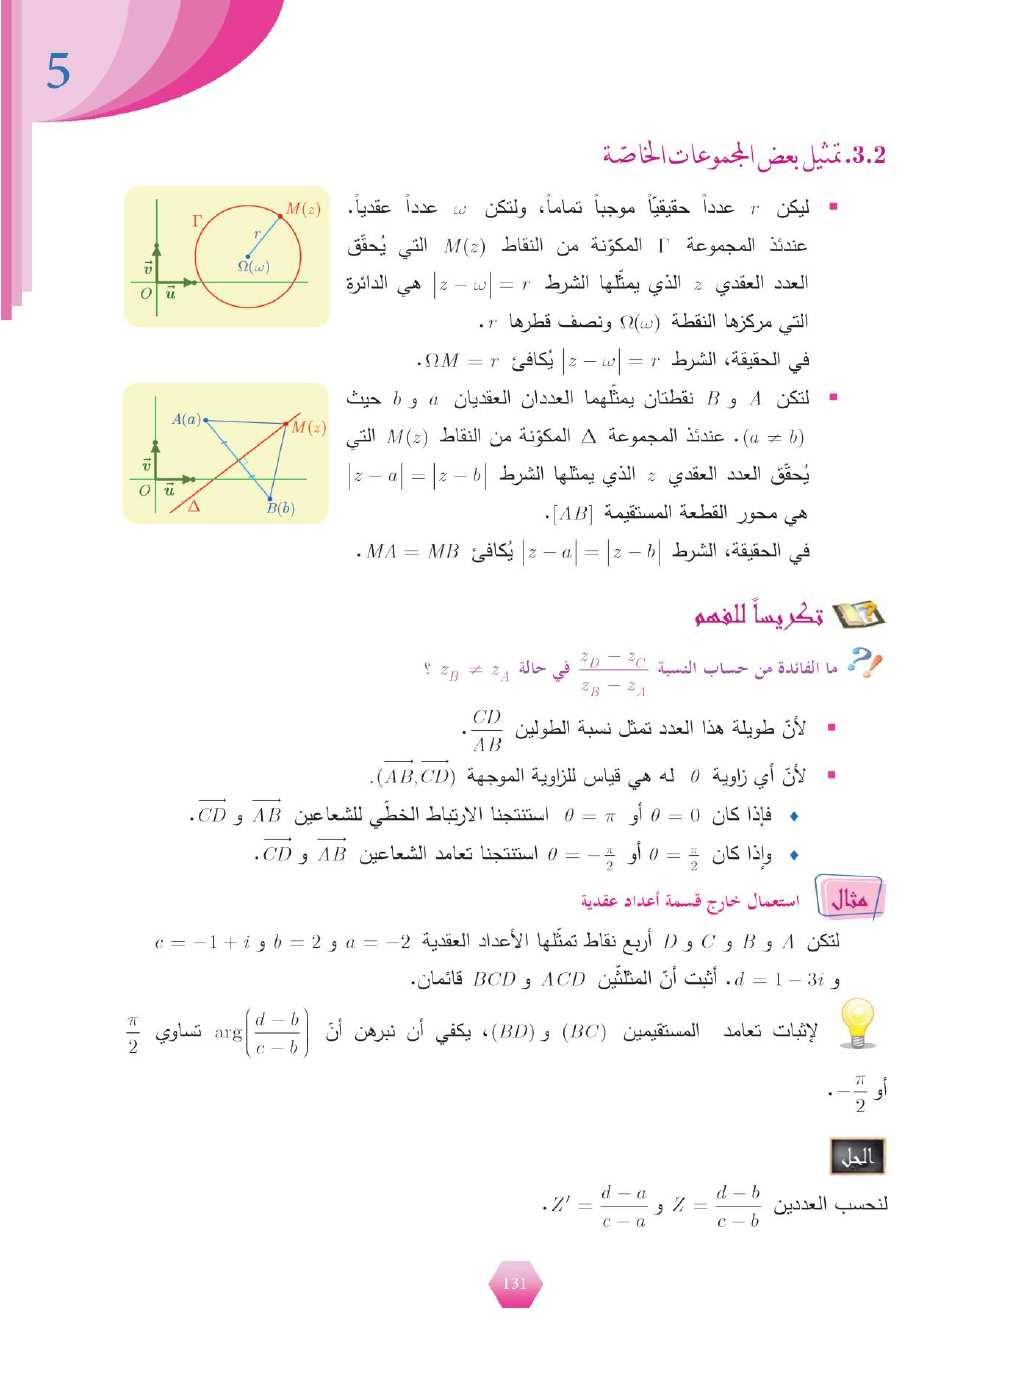 5
3.2. تمثيل بعض المجموعات الخاصّة
▪ ليكن r عدداً حقيقيّاً موجباً تماماً، ولتكن ω عدداً عقدياً.
عندئذ المجموعة Γ المكوّنة من النقاط M(z) التي يُحقّق
العدد العقدي z الذي يمثّلها الشرط |z − ω| = r هي الدائرة
التي مركزها النقطة Ω(ω) ونصف قطرها r.
في الحقيقة، الشرط |z − ω| = r يُكافئ ΩM = r.
Γ M(z) r Ω(ω) v⃗ O u⃗
▪ لتكن A و B نقطتان يمثّلهما العددان العقديان a و b حيث
(a ≠ b). عندئذ المجموعة Δ المكوّنة من النقاط M(z) التي
يُحقّق العدد العقدي z الذي يمثلها الشرط |z − a| = |z − b|
هي محور القطعة المستقيمة [AB].
في الحقيقة، الشرط |z − a| = |z − b| يُكافئ MA = MB.
A(a) M(z) v⃗ O u⃗ Δ B(b)
تكريساً للفهم
ما الفائدة من حساب النسبة (z_D − z_C)/(z_B − z_A) في حالة z_B ≠ z_A ؟
▪ لأنّ طويلة هذا العدد تمثل نسبة الطولين CD/AB.
▪ لأنّ أي زاوية θ له هي قياس للزاوية الموجهة (AB⃗, CD⃗).
♦ فإذا كان θ = 0 أو θ = π استنتجنا الارتباط الخطّي للشعاعين AB⃗ و CD⃗.
♦ وإذا كان θ = π/2 أو θ = −π/2 استنتجنا تعامد الشعاعين AB⃗ و CD⃗.
مثال استعمال خارج قسمة أعداد عقدية
لتكن A و B و C و D أربع نقاط تمثّلها الأعداد العقدية a = −2 و b = 2 و c = −1 + i
و d = 1 − 3i. أثبت أنّ المثلثّين ACD و BCD قائمان.
لإثبات تعامد المستقيمين (BC) و (BD)، يكفي أن نبرهن أنّ arg((d − b)/(c − b)) تساوي π/2
أو −π/2.
الحل
لنحسب العددين Z = (d − b)/(c − b) و Z′ = (d − a)/(c − a).
131